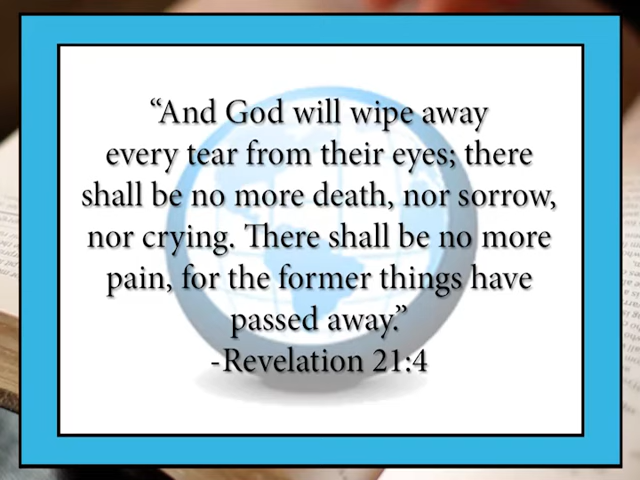 “And God will wipe away
every tear from their eyes; there
shall be no more death, nor sorrow,
nor crying. There shall be no more
pain, for the former things have
passed away.”
-Revelation 21:4